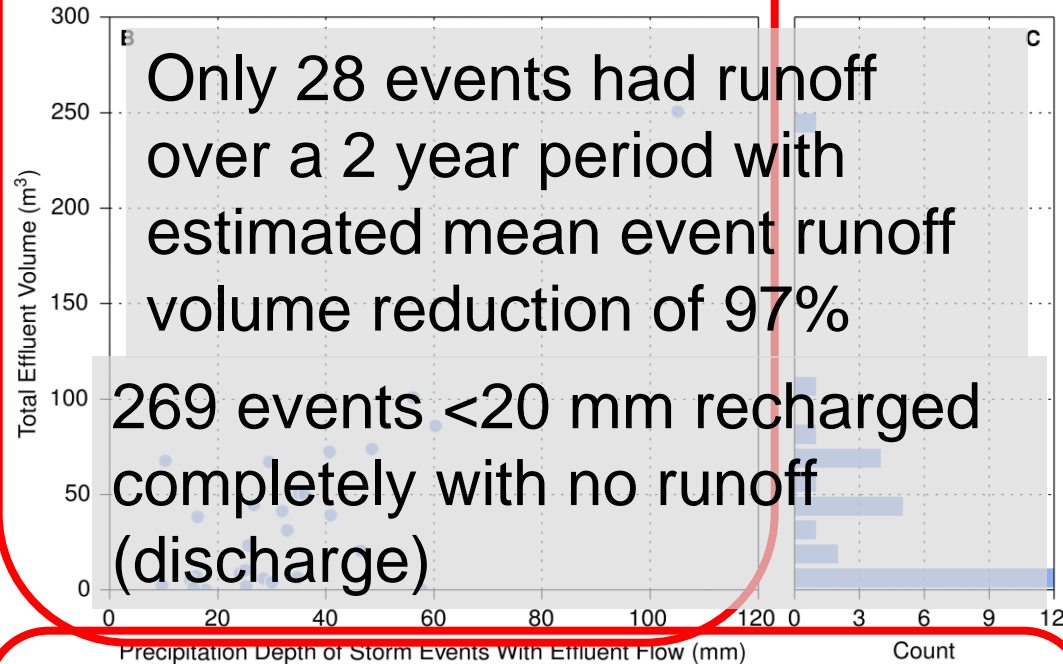 300
B
C
Only 28 events had runoff
250
over a 2 year period with
200
estimated mean event runoff
150
volume reduction of 97%
Total Effluent Volume (m³)
100
269 events <20 mm recharged
50
completely with no runoff
(discharge)
0
0 20 40 60 80 100 120
0 3 6 9 12
Precipitation Depth of Storm Events With Effluent Flow (mm)
Count